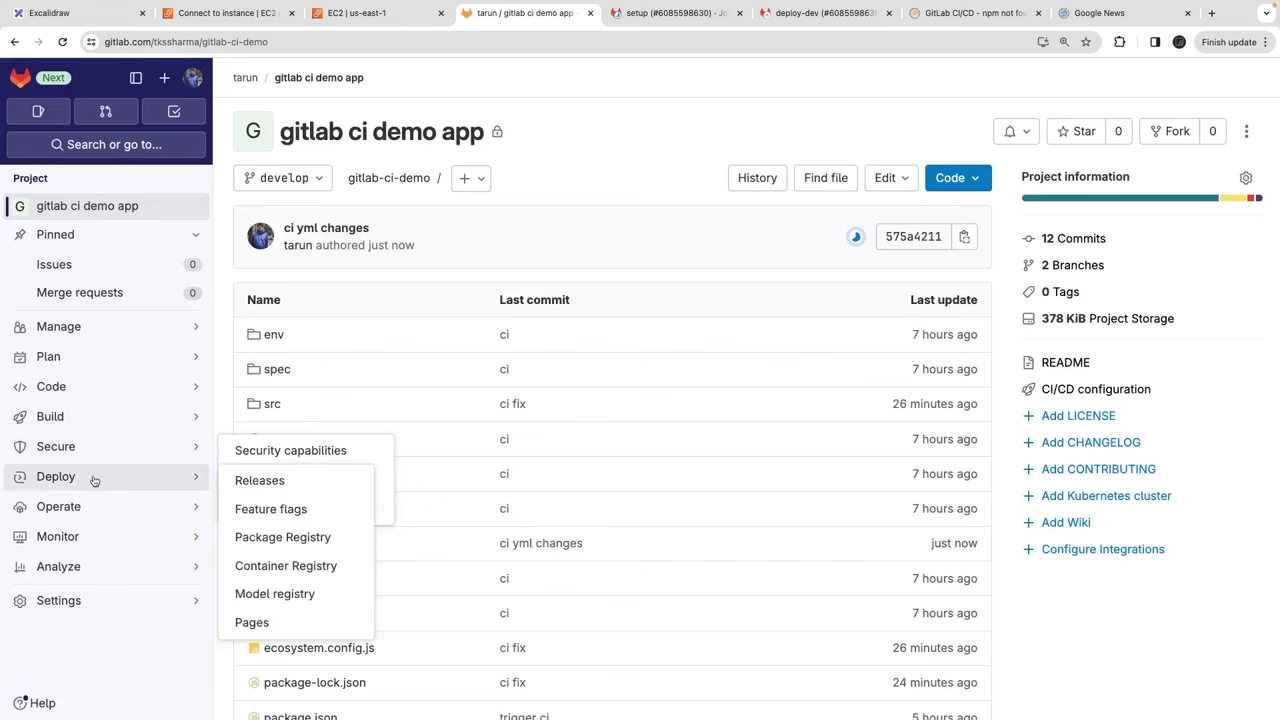 Excalidraw
Connect to instance | EC2 |
EC2 | us-east-1
tarun / gitlab ci demo app ·
setup (#6085598630) · Jo
deploy-dev (#6085598635
GitLab CI/CD - npm not fou
Google News
gitlab.com/tkssharma/gitlab-ci-demo
Finish update
Next
Search or go to...
Project
G gitlab ci demo app
Pinned
Issues 0
Merge requests 0
Manage
Plan
Code
Build
Secure
Deploy
Operate
Monitor
Analyze
Settings
Help
Security capabilities
Releases
Feature flags
Package Registry
Container Registry
Model registry
Pages
tarun / gitlab ci demo app
G gitlab ci demo app
Star 0
Fork 0
develop
gitlab-ci-demo /
History
Find file
Edit
Code
ci yml changes
tarun authored just now
575a4211
Name Last commit Last update
env ci 7 hours ago
spec ci 7 hours ago
src ci fix 26 minutes ago
ci 7 hours ago
ci 7 hours ago
ci 7 hours ago
ci yml changes just now
ci 7 hours ago
ci 7 hours ago
ecosystem.config.js ci fix 26 minutes ago
package-lock.json ci fix 24 minutes ago
package.json trigger ci 5 hours ago
Project information
12 Commits
2 Branches
0 Tags
378 KiB Project Storage
README
CI/CD configuration
Add LICENSE
Add CHANGELOG
Add CONTRIBUTING
Add Kubernetes cluster
Add Wiki
Configure Integrations